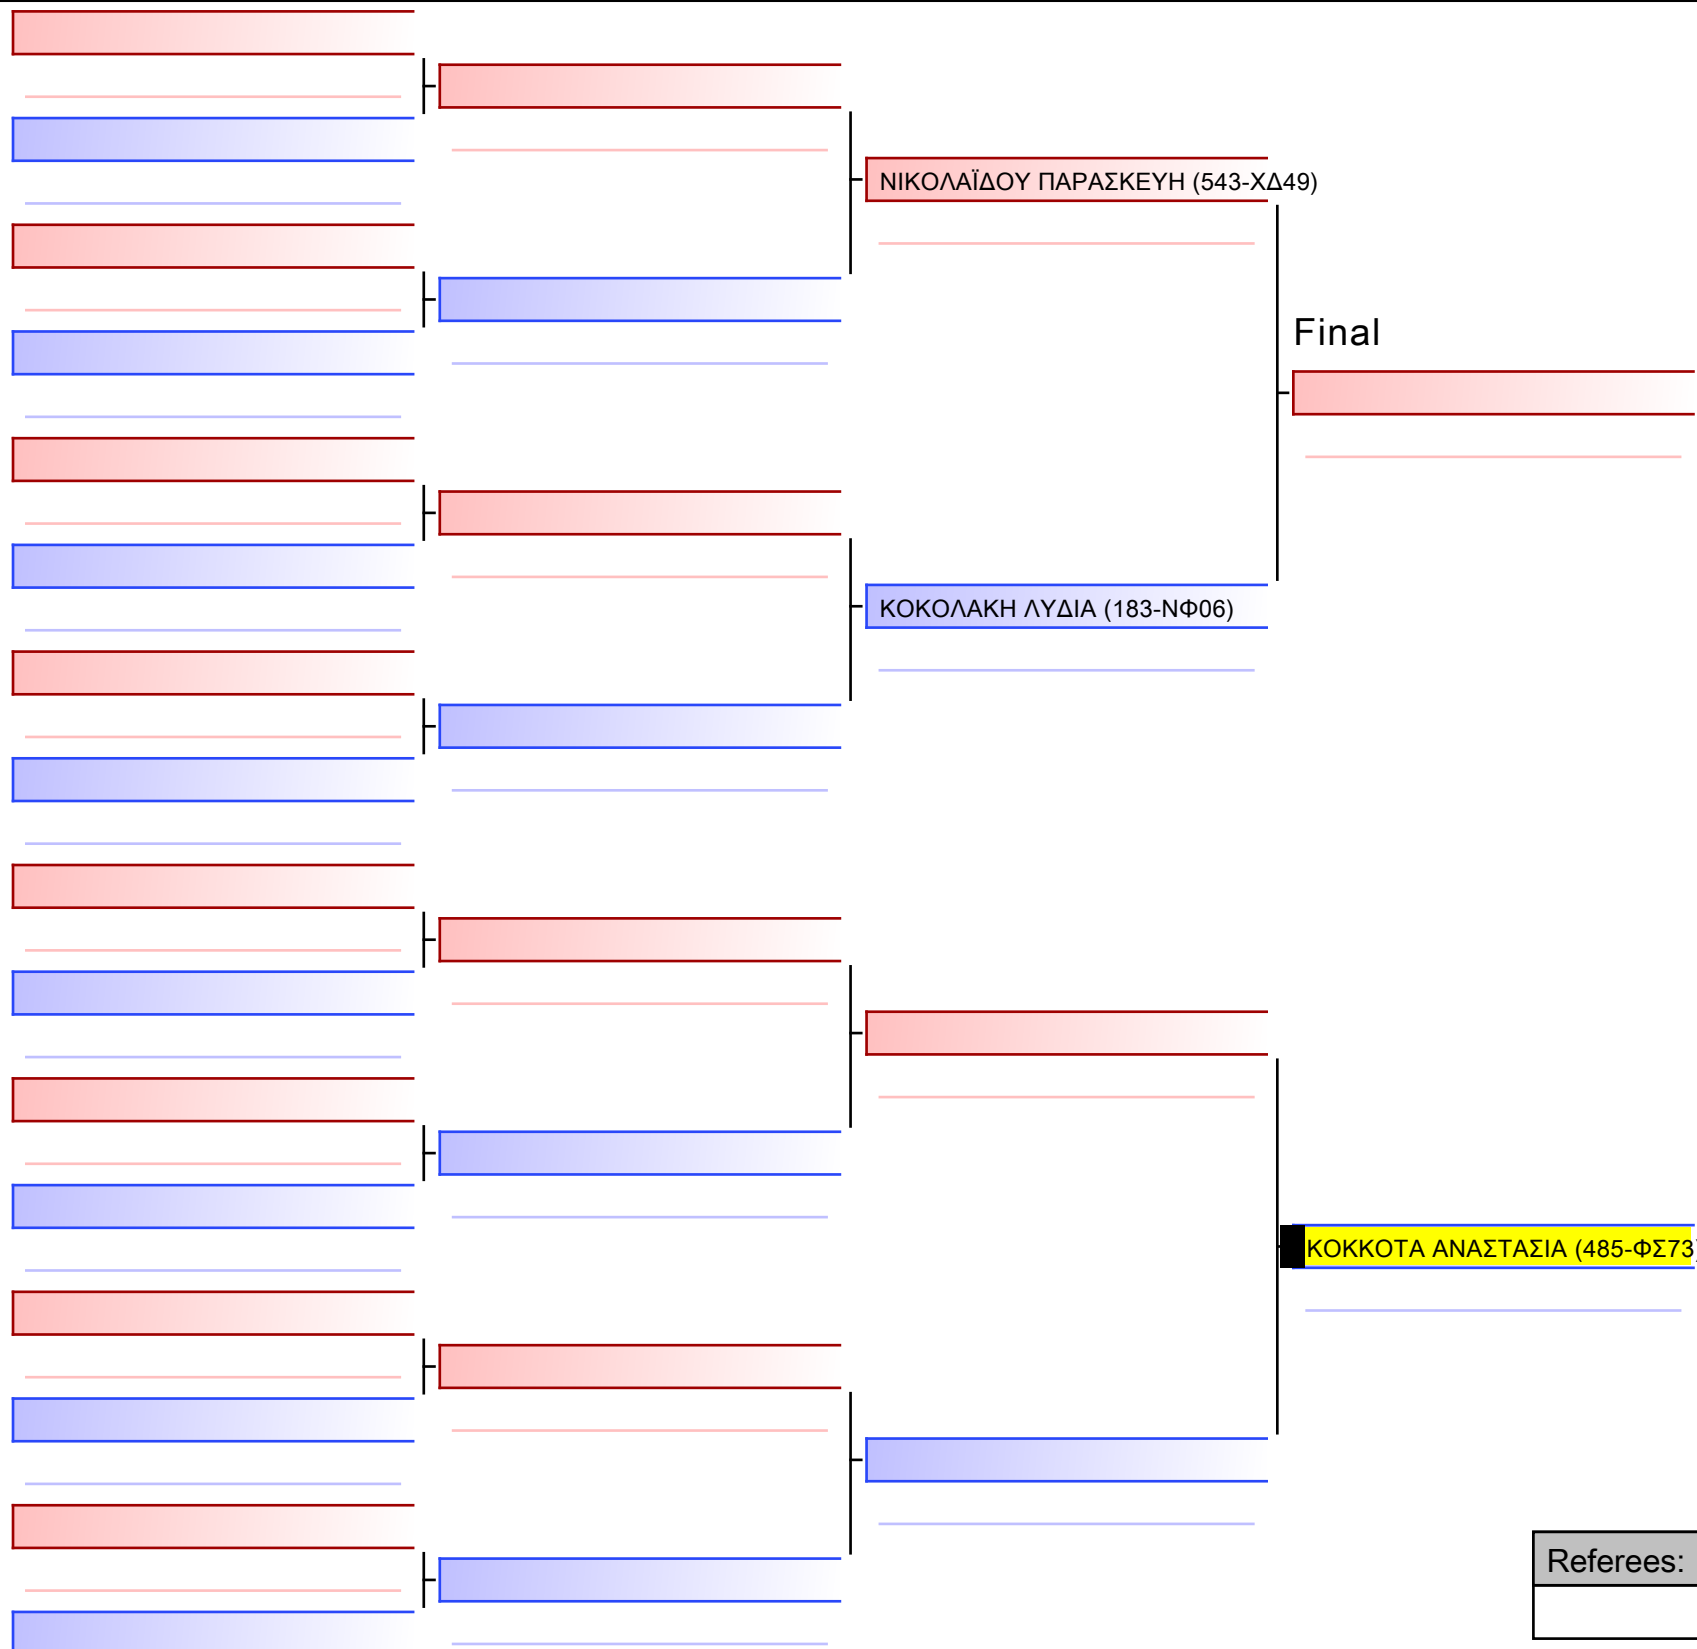 ΝΙΚΟΛΑΪΔΟΥ ΠΑΡΑΣΚΕΥΗ (543-ΧΔ49)
Final
ΚΟΚΟΛΑΚΗ ΛΥΔΙΑ (183-ΝΦ06)
ΚΟΚΚΟΤΑ ΑΝΑΣΤΑΣΙΑ (485-ΦΣ73)
Referees: